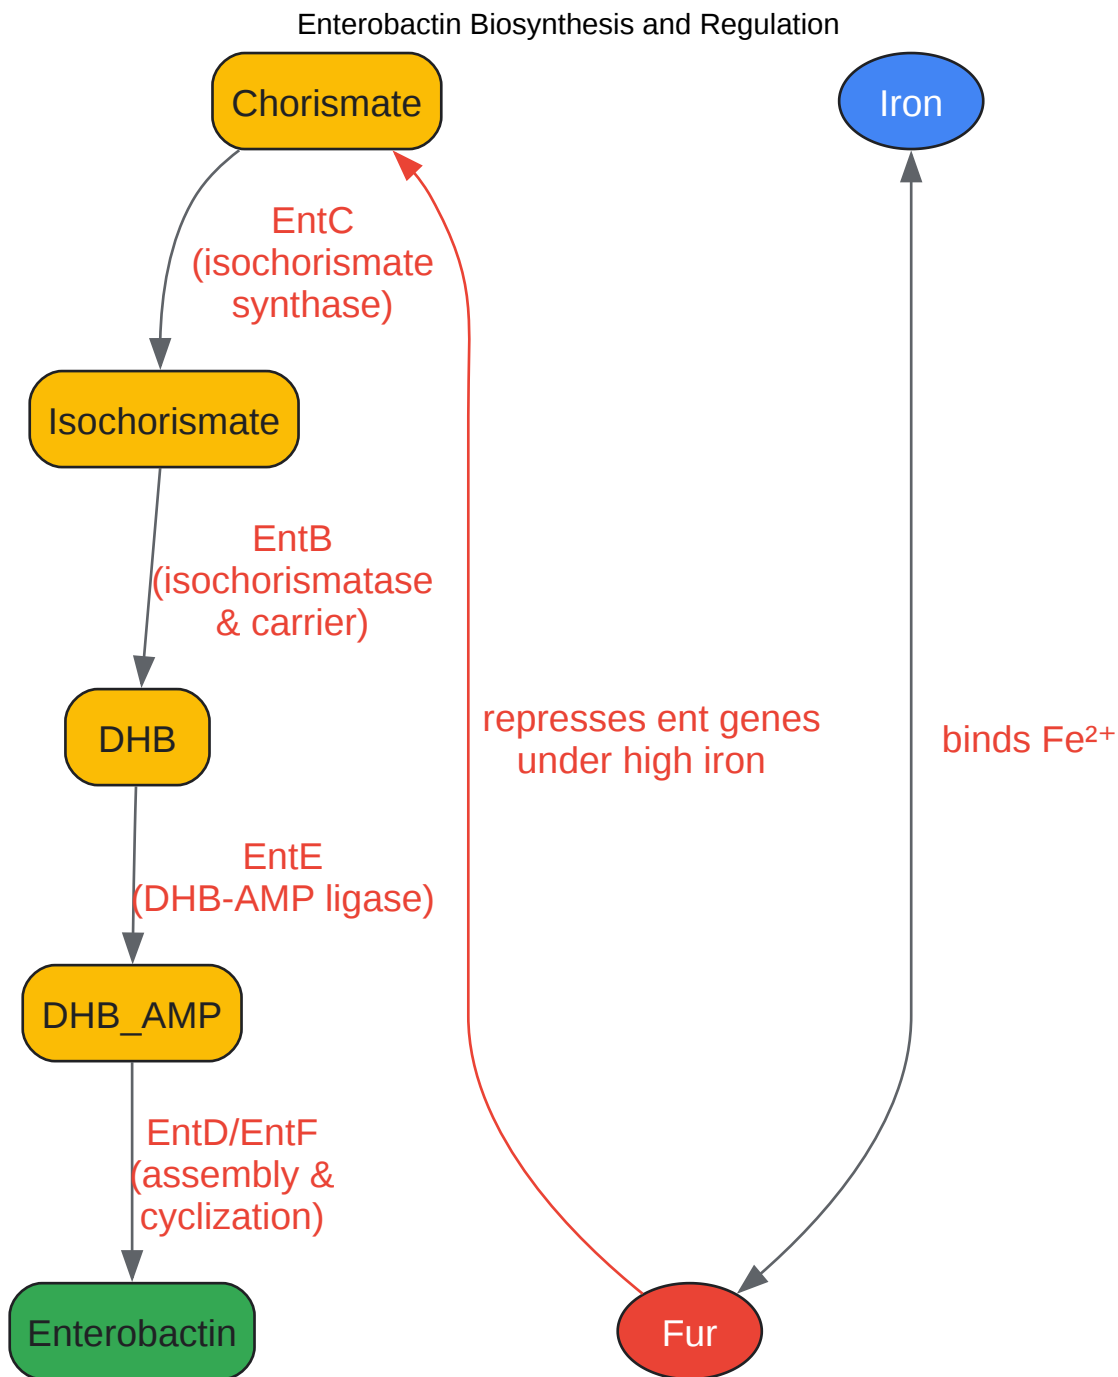 Enterobactin Biosynthesis and Regulation
Chorismate
Iron
EntC
(isochorismate
synthase)
Isochorismate
EntB
(isochorismatase
& carrier)
DHB
represses ent genes
under high iron
binds Fe²⁺
EntE
(DHB-AMP ligase)
DHB_AMP
EntD/EntF
(assembly &
cyclization)
Enterobactin
Fur